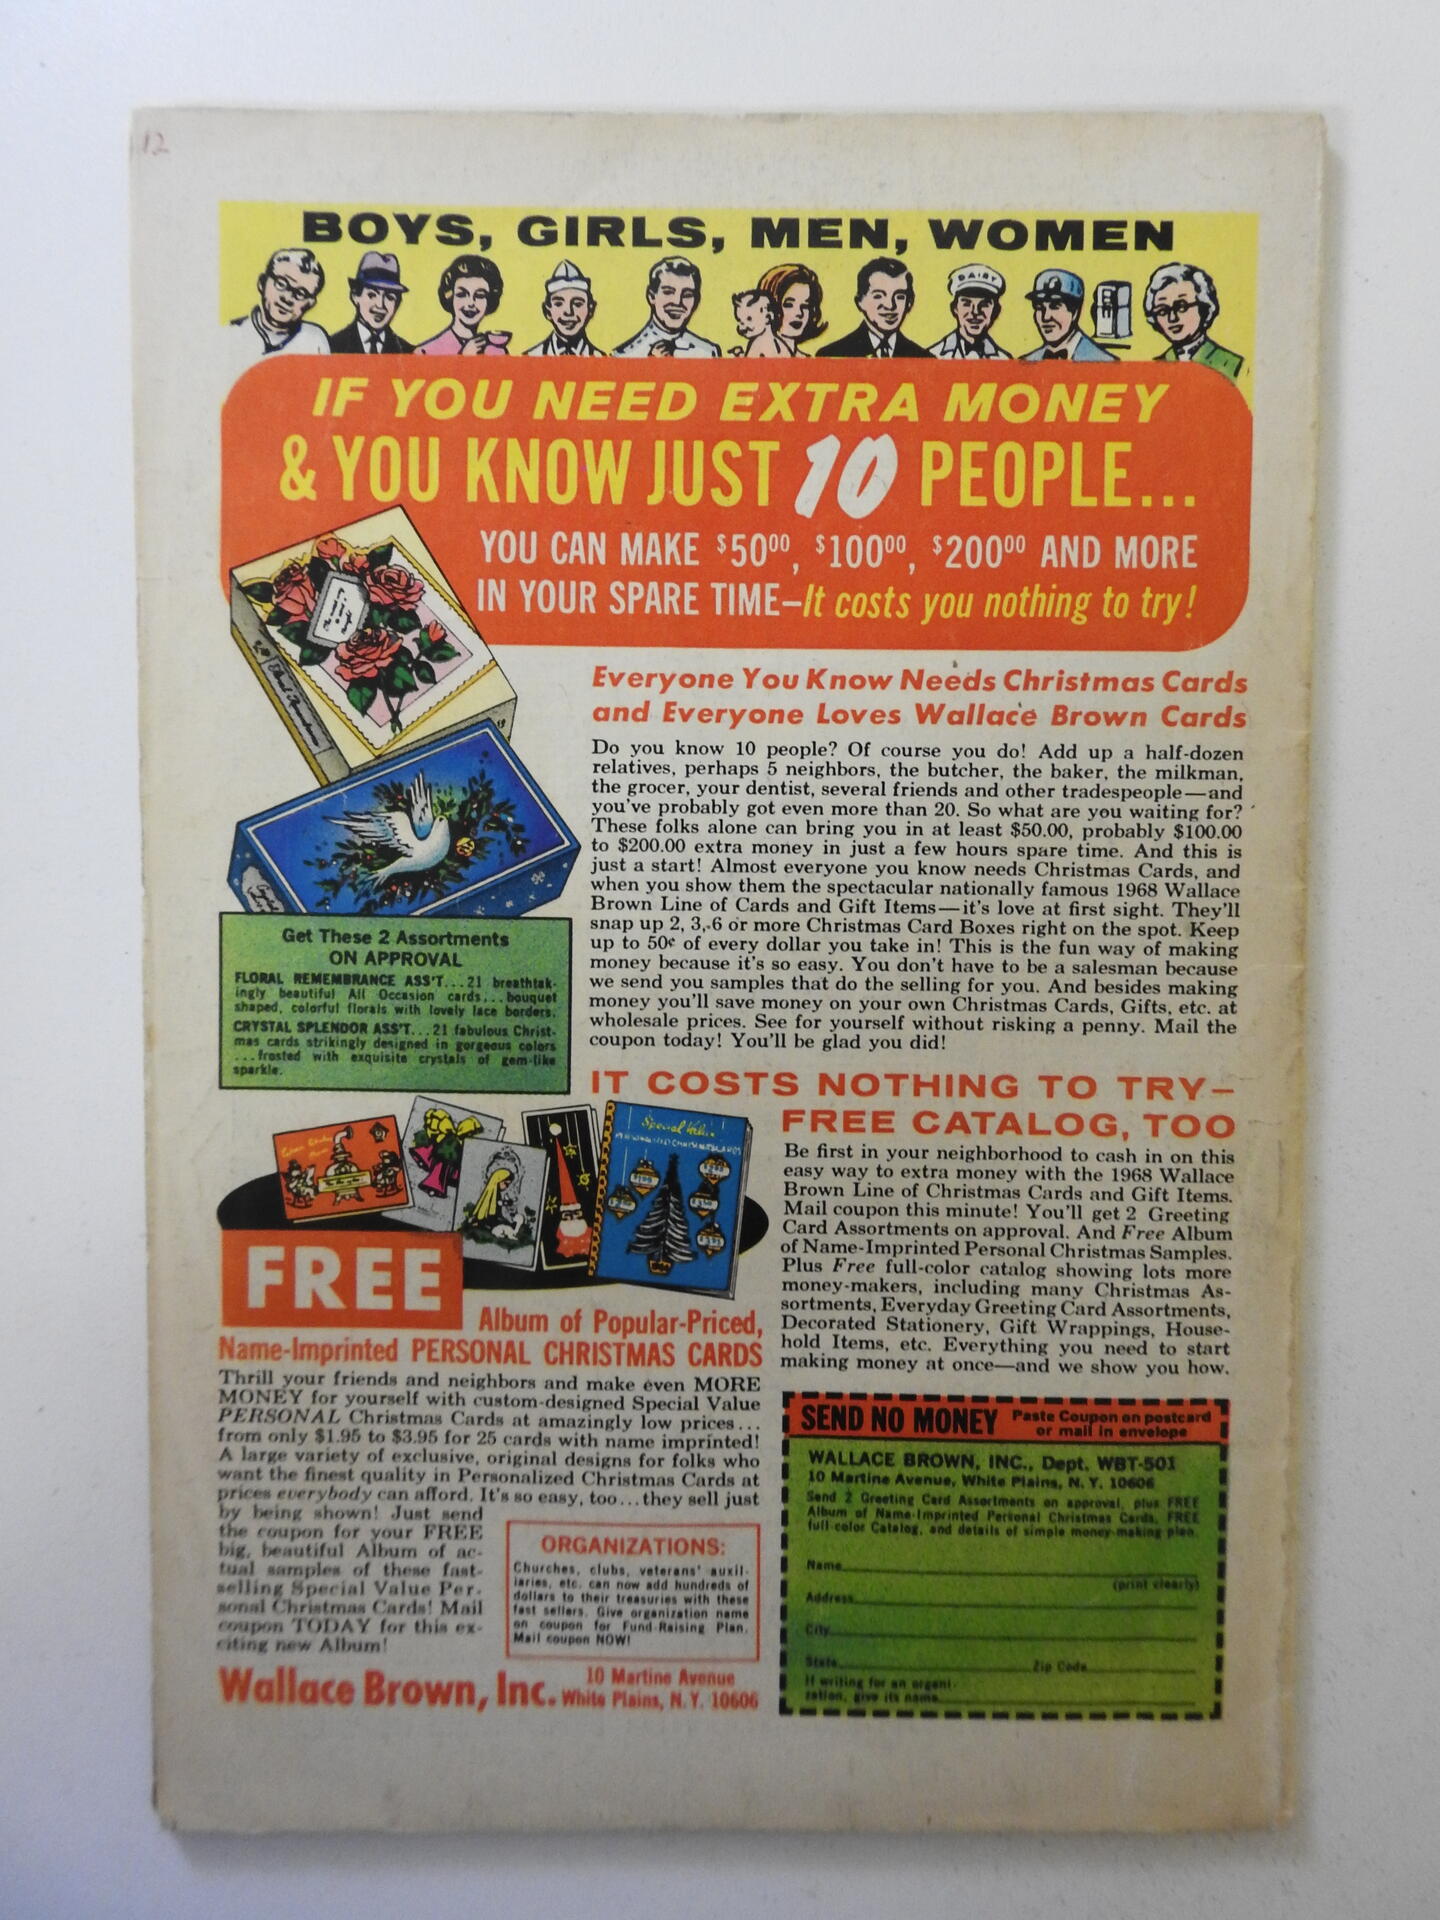 12
BOYS, GIRLS, MEN, WOMEN
DAIRY
IF YOU NEED EXTRA MONEY
& YOU KNOW JUST 10 PEOPLE...
YOU CAN MAKE $50⁰⁰, $100⁰⁰, $200⁰⁰ AND MORE
IN YOUR SPARE TIME—It costs you nothing to try!
Everyone You Know Needs Christmas Cards
and Everyone Loves Wallace Brown Cards
Do you know 10 people? Of course you do! Add up a half-dozen
relatives, perhaps 5 neighbors, the butcher, the baker, the milkman,
the grocer, your dentist, several friends and other tradespeople—and
you've probably got even more than 20. So what are you waiting for?
These folks alone can bring you in at least $50.00, probably $100.00
to $200.00 extra money in just a few hours spare time. And this is
just a start! Almost everyone you know needs Christmas Cards, and
when you show them the spectacular nationally famous 1968 Wallace
Brown Line of Cards and Gift Items—it's love at first sight. They'll
snap up 2, 3, 6 or more Christmas Card Boxes right on the spot. Keep
up to 50¢ of every dollar you take in! This is the fun way of making
money because it's so easy. You don't have to be a salesman because
we send you samples that do the selling for you. And besides making
money you'll save money on your own Christmas Cards, Gifts, etc. at
wholesale prices. See for yourself without risking a penny. Mail the
coupon today! You'll be glad you did!
Get These 2 Assortments
ON APPROVAL
FLORAL REMEMBRANCE ASS'T...21 breathtak-
ingly beautiful All Occasion cards...bouquet
shaped, colorful florals with lovely lace borders.
CRYSTAL SPLENDOR ASS'T...21 fabulous Christ-
mas cards strikingly designed in gorgeous colors
...frosted with exquisite crystals of gem-like
sparkle.
IT COSTS NOTHING TO TRY—
FREE CATALOG, TOO
Be first in your neighborhood to cash in on this
easy way to extra money with the 1968 Wallace
Brown Line of Christmas Cards and Gift Items.
Mail coupon this minute! You'll get 2 Greeting
Card Assortments on approval. And Free Album
of Name-Imprinted Personal Christmas Samples.
Plus Free full-color catalog showing lots more
money-makers, including many Christmas As-
sortments, Everyday Greeting Card Assortments,
Decorated Stationery, Gift Wrappings, House-
hold Items, etc. Everything you need to start
making money at once—and we show you how.
Special Value
PERSONALIZED CHRISTMAS CARDS
FREE
Album of Popular-Priced,
Name-Imprinted PERSONAL CHRISTMAS CARDS
Thrill your friends and neighbors and make even MORE
MONEY for yourself with custom-designed Special Value
PERSONAL Christmas Cards at amazingly low prices...
from only $1.95 to $3.95 for 25 cards with name imprinted!
A large variety of exclusive, original designs for folks who
want the finest quality in Personalized Christmas Cards at
prices everybody can afford. It's so easy, too...they sell just
by being shown! Just send
the coupon for your FREE
big, beautiful Album of ac-
tual samples of these fast-
selling Special Value Per-
sonal Christmas Cards! Mail
coupon TODAY for this ex-
citing new Album!
ORGANIZATIONS:
Churches, clubs, veterans' auxil-
iaries, etc. can now add hundreds of
dollars to their treasuries with these
fast sellers. Give organization name
on coupon for Fund-Raising Plan.
Mail coupon NOW!
Wallace Brown, Inc. 10 Martine Avenue
White Plains, N.Y. 10606
SEND NO MONEY Paste Coupon on postcard
or mail in envelope
WALLACE BROWN, INC., Dept. WBT-501
10 Martine Avenue, White Plains, N. Y. 10606
Send 2 Greeting Card Assortments on approval, plus FREE
Album of Name-Imprinted Personal Christmas Cards, FREE
full-color Catalog, and details of simple money-making plan.
Name
(print clearly)
Address
City
State Zip Code
If writing for an organi-
zation, give its name